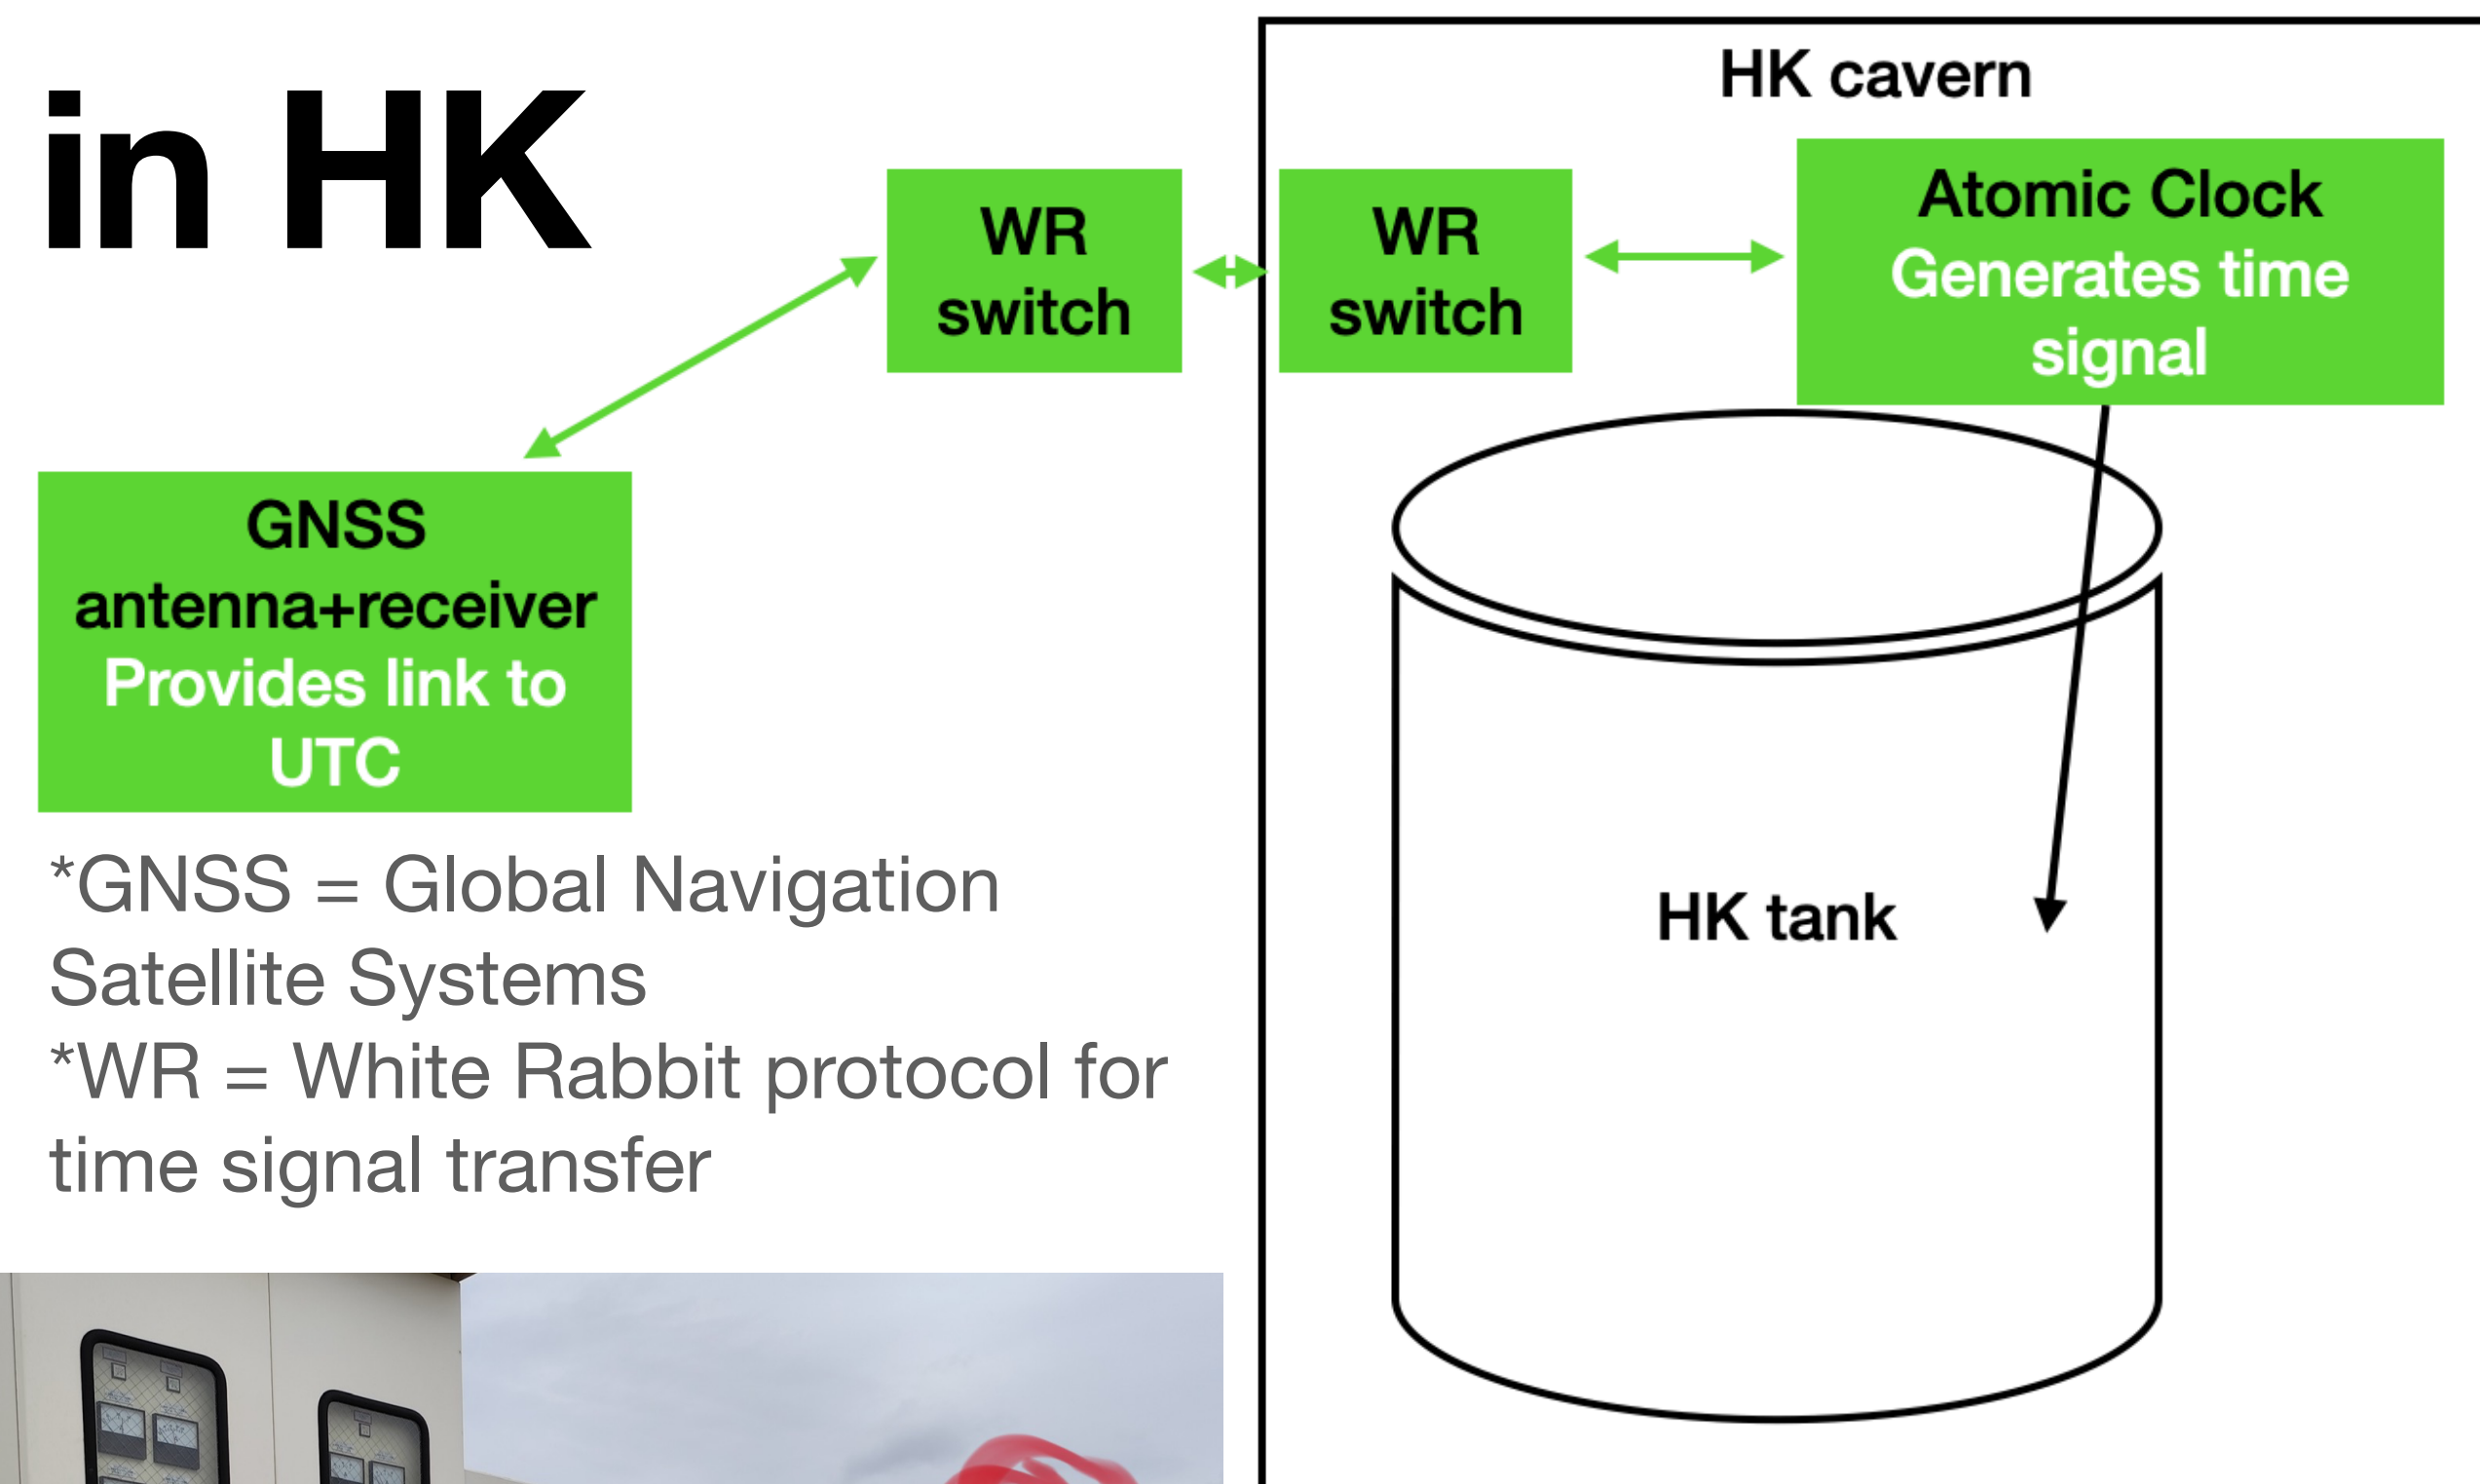 in HK
HK cavern
WR
switch
WR
switch
Atomic Clock
Generates time
signal
GNSS
antenna+receiver
Provides link to
UTC
*GNSS = Global Navigation
Satellite Systems
*WR = White Rabbit protocol for
time signal transfer
HK tank